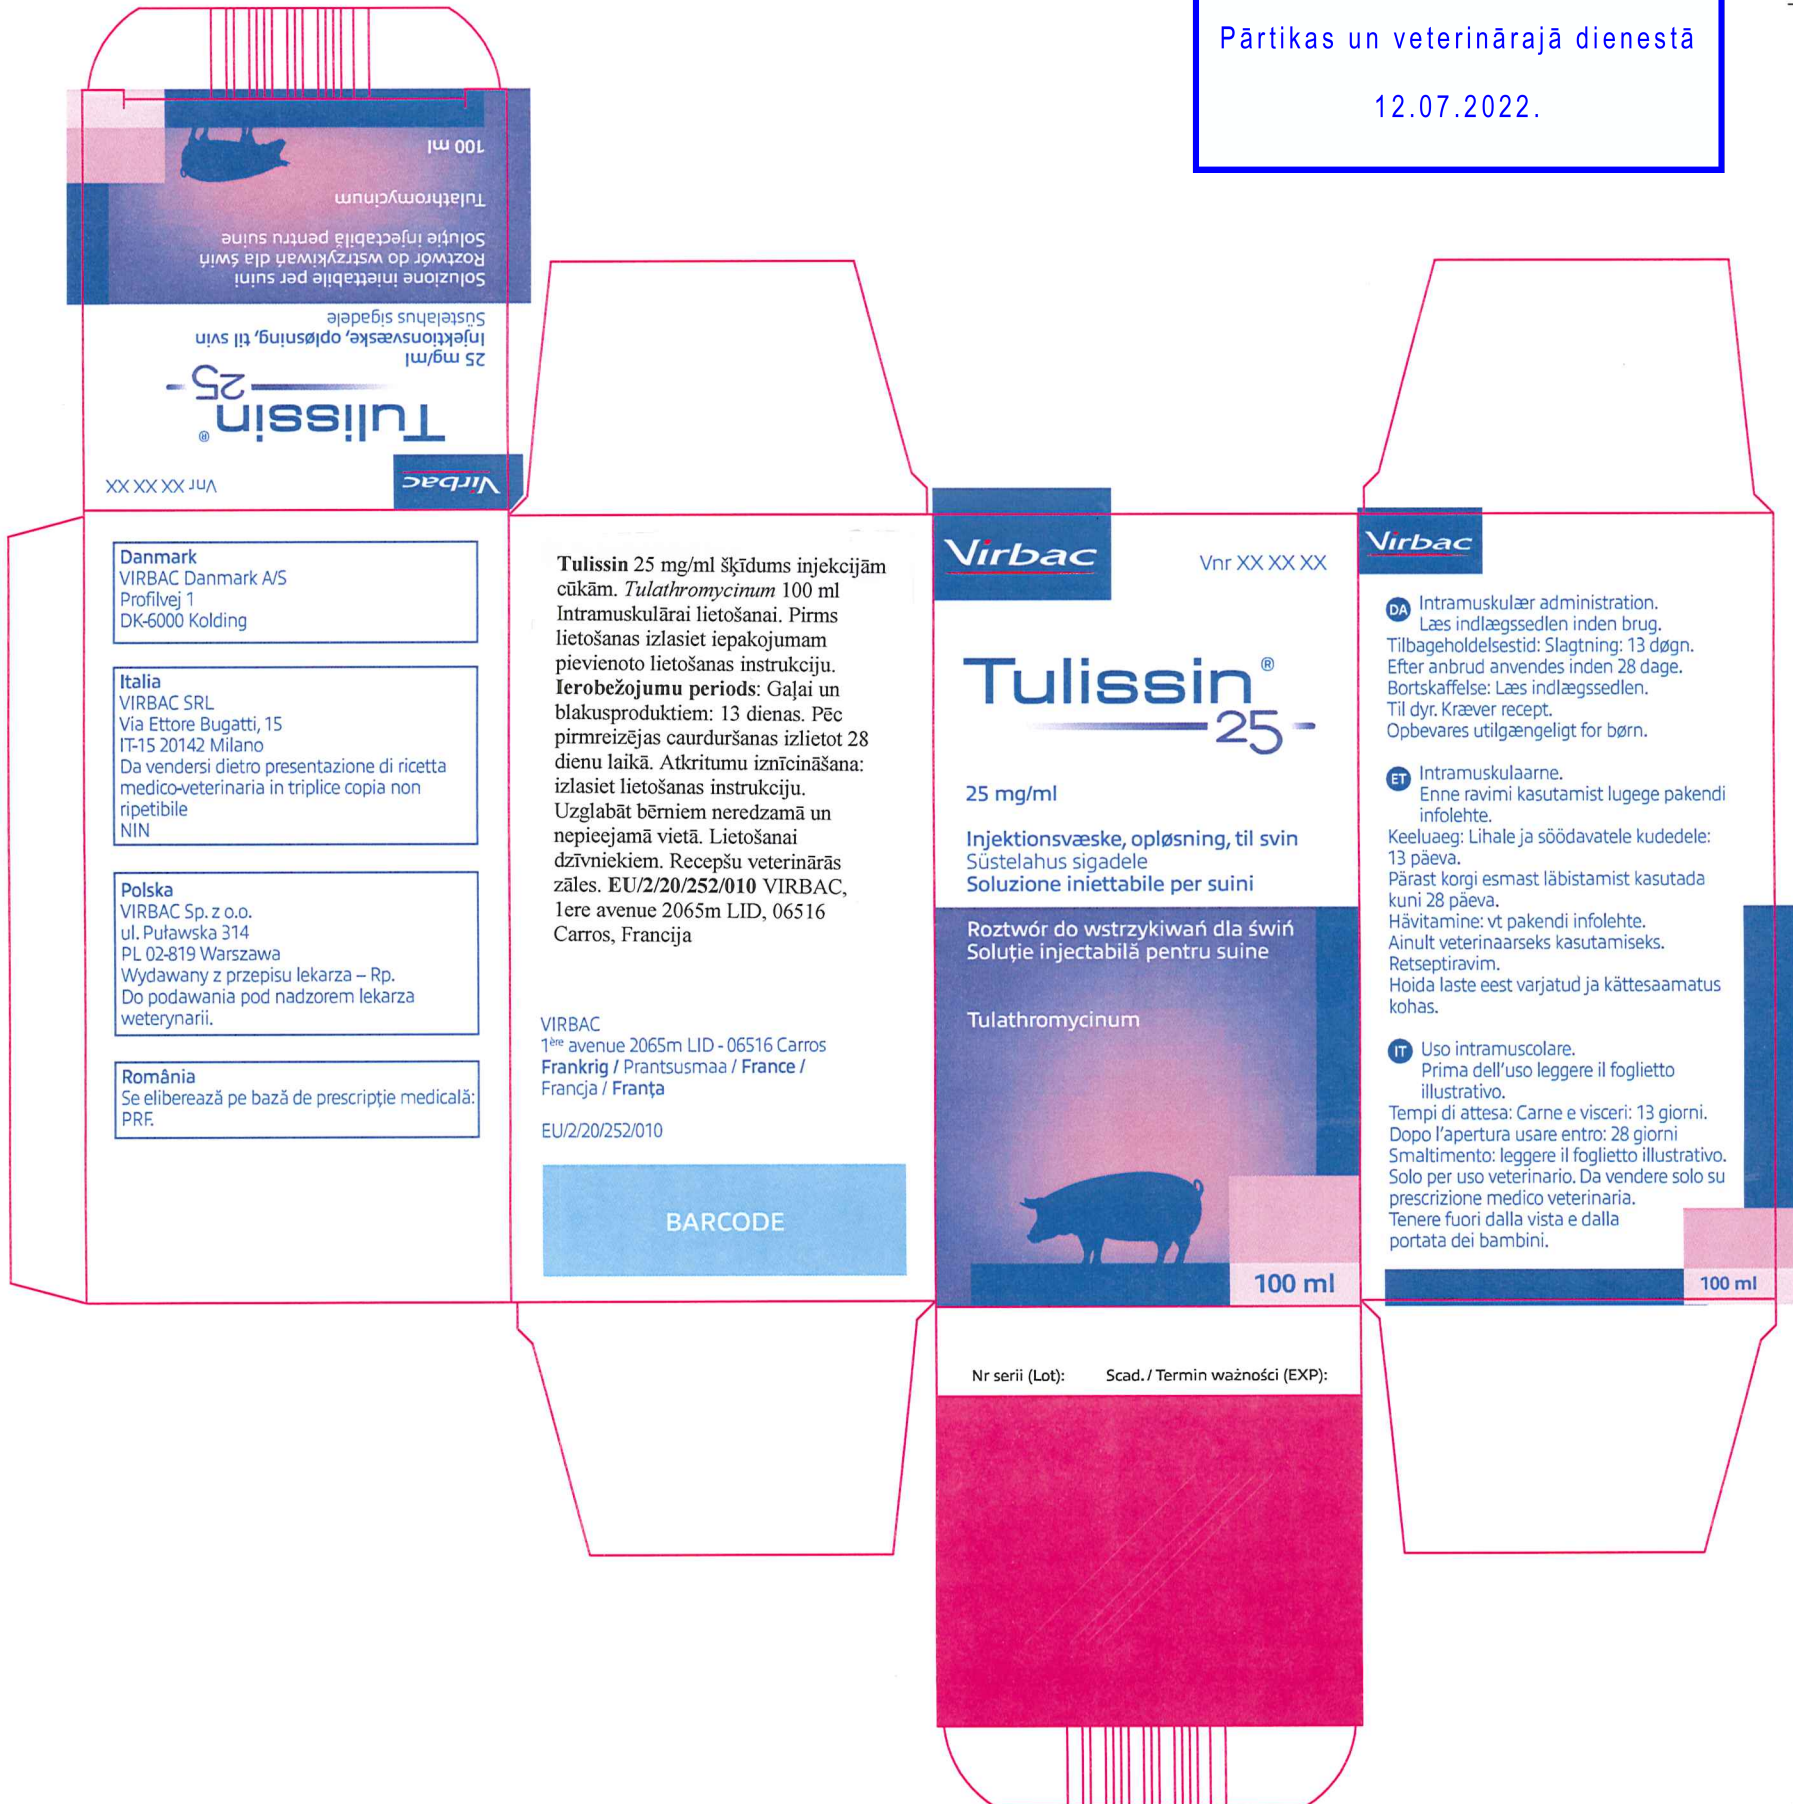 Pārtikas un veterinārajā dienestā
12.07.2022.
100 ml
Tulathromycinum
Soluție injectabilă pentru suine
Roztwór do wstrzykiwań dla świń
Soluzione iniettabile per suini
Süstelahus sigadele
Injektionsvæske, opløsning, til svin
25 mg/ml
25
Tulissin®
Virbac
Vnr XX XX XX
Danmark
VIRBAC Danmark A/S
Profilvej 1
DK-6000 Kolding
Italia
VIRBAC SRL
Via Ettore Bugatti, 15
IT-15 20142 Milano
Da vendersi dietro presentazione di ricetta
medico-veterinaria in triplice copia non
ripetibile
NIN
Polska
VIRBAC Sp. z o.o.
ul. Puławska 314
PL 02-819 Warszawa
Wydawany z przepisu lekarza – Rp.
Do podawania pod nadzorem lekarza
weterynarii.
România
Se eliberează pe bază de prescripție medicală:
PRF.
Tulissin 25 mg/ml šķīdums injekcijām
cūkām. Tulathromycinum 100 ml
Intramuskulārai lietošanai. Pirms
lietošanas izlasiet iepakojumam
pievienoto lietošanas instrukciju.
Ierobežojumu periods: Gaļai un
blakusproduktiem: 13 dienas. Pēc
pirmreizējas caurduršanas izlietot 28
dienu laikā. Atkritumu iznīcināšana:
izlasiet lietošanas instrukciju.
Uzglabāt bērniem neredzamā un
nepieejamā vietā. Lietošanai
dzīvniekiem. Recepšu veterinārās
zāles. EU/2/20/252/010 VIRBAC,
1ere avenue 2065m LID, 06516
Carros, Francija
VIRBAC
1ère avenue 2065m LID - 06516 Carros
Frankrig / Prantsusmaa / France /
Francja / Franța
EU/2/20/252/010
BARCODE
Virbac
Vnr XX XX XX
Tulissin®
25
25 mg/ml
Injektionsvæske, opløsning, til svin
Süstelahus sigadele
Soluzione iniettabile per suini
Roztwór do wstrzykiwań dla świń
Soluție injectabilă pentru suine
Tulathromycinum
100 ml
Nr serii (Lot): Scad. / Termin ważności (EXP):
Virbac
DA Intramuskulær administration.
Læs indlægssedlen inden brug.
Tilbageholdelsestid: Slagtning: 13 døgn.
Efter anbrud anvendes inden 28 dage.
Bortskaffelse: Læs indlægssedlen.
Til dyr. Kræver recept.
Opbevares utilgængeligt for børn.
ET Intramuskulaarne.
Enne ravimi kasutamist lugege pakendi
infolehte.
Keeluaeg: Lihale ja söödavatele kudedele:
13 päeva.
Pärast korgi esmast läbistamist kasutada
kuni 28 päeva.
Hävitamine: vt pakendi infolehte.
Ainult veterinaarseks kasutamiseks.
Retseptiravim.
Hoida laste eest varjatud ja kättesaamatus
kohas.
IT Uso intramuscolare.
Prima dell'uso leggere il foglietto
illustrativo.
Tempi di attesa: Carne e visceri: 13 giorni.
Dopo l'apertura usare entro: 28 giorni
Smaltimento: leggere il foglietto illustrativo.
Solo per uso veterinario. Da vendere solo su
prescrizione medico veterinaria.
Tenere fuori dalla vista e dalla
portata dei bambini.
100 ml